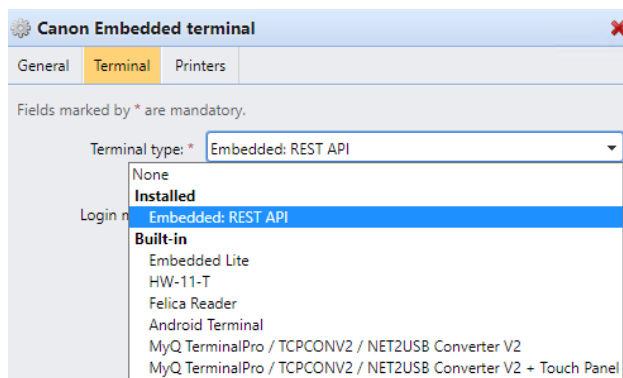 Canon Embedded terminal
General Terminal Printers
Fields marked by * are mandatory.
Terminal type: * Embedded: REST API
None
Installed
Login Embedded: REST API
Built-in
Embedded Lite
HW-11-T
Felica Reader
Android Terminal
MyQ TerminalPro / TCPCONV2 / NET2USB Converter V2
MyQ TerminalPro / TCPCONV2 / NET2USB Converter V2 + Touch Panel